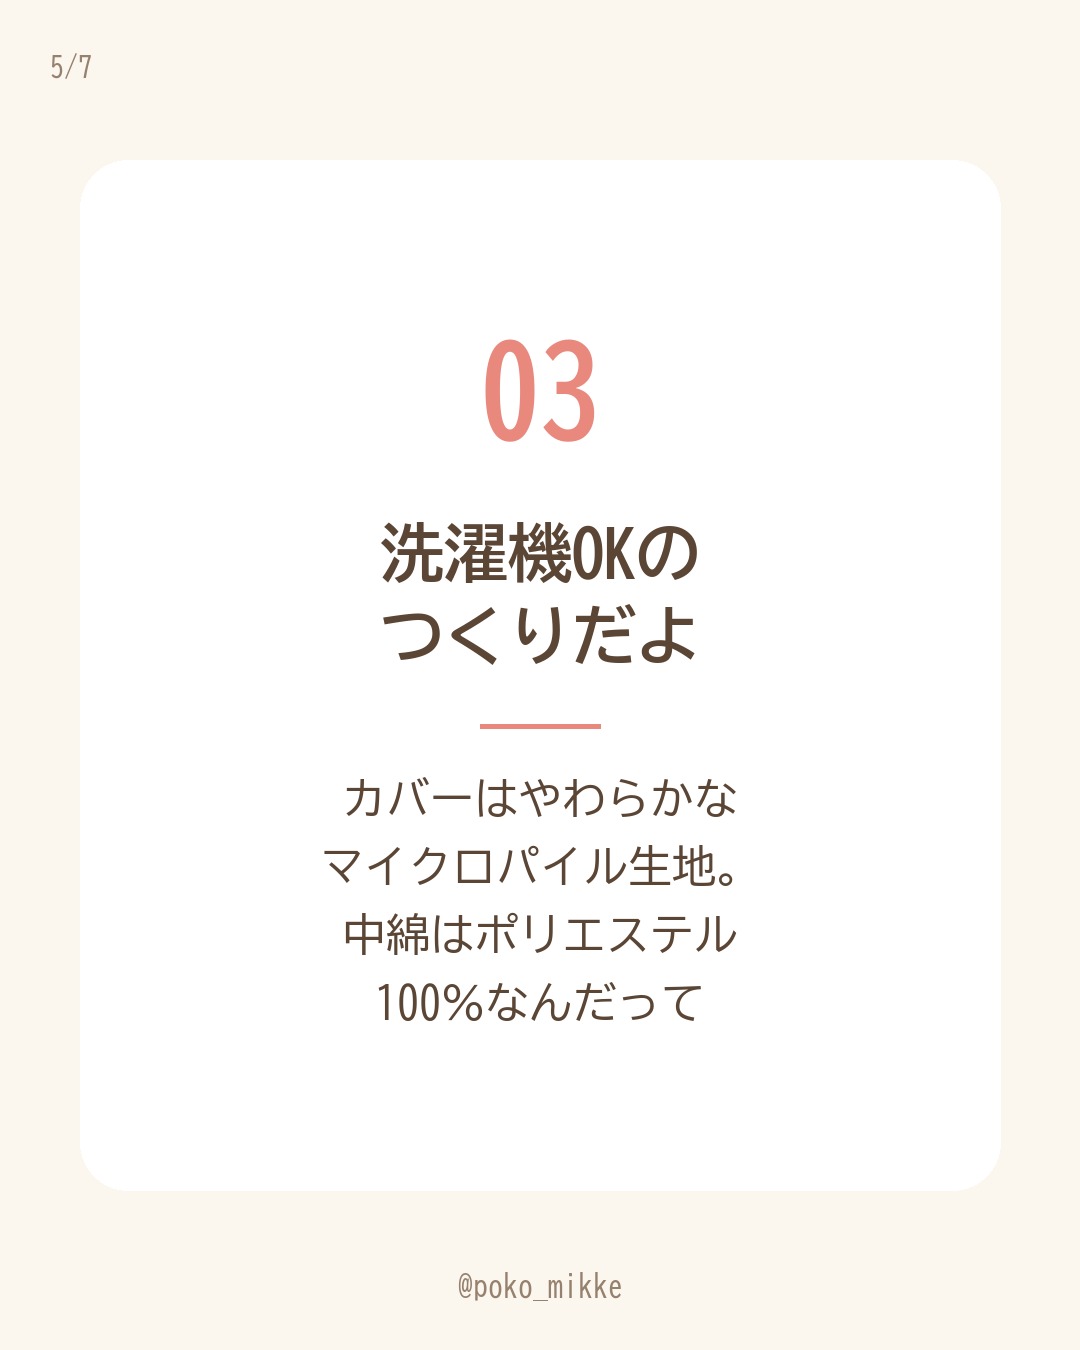 5/7
03
洗濯機OKの
つくりだよ
カバーはやわらかな
マイクロパイル生地。
中綿はポリエステル
100%なんだって
@poko_mikke